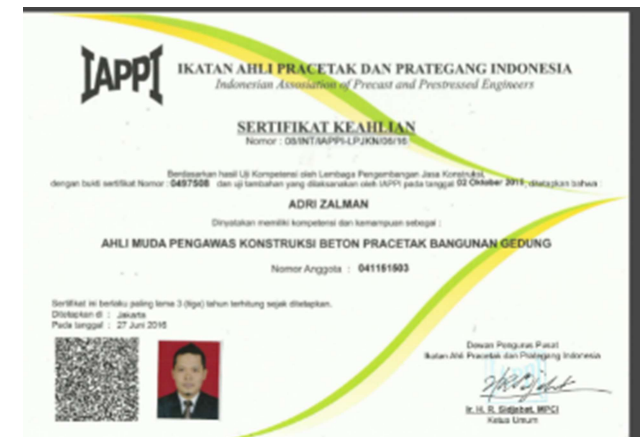 IAPPI
IKATAN AHLI PRACETAK DAN PRATEGANG INDONESIA
Indonesian Assosiation of Precast and Prestressed Engineers
SERTIFIKAT KEAHLIAN
Nomor : 08/INT/IAPPI-LPJKN/06/16
Berdasarkan hasil Uji Kompetensi oleh Lembaga Pengembangan Jasa Konstruksi,
dengan bukti sertifikat Nomor : 0497508 dan uji tambahan yang dilaksanakan oleh IAPPI pada tanggal 02 Oktober 2015, ditetapkan bahwa :
ADRI ZALMAN
Dinyatakan memiliki kompetensi dan kemampuan sebagai :
AHLI MUDA PENGAWAS KONSTRUKSI BETON PRACETAK BANGUNAN GEDUNG
Nomor Anggota : 041151503
Sertifikat ini berlaku paling lama 3 (tiga) tahun terhitung sejak ditetapkan.
Ditetapkan di : Jakarta
Pada tanggal : 27 Juni 2016
Dewan Pengurus Pusat
Ikatan Ahli Pracetak dan Prategang Indonesia
Ir. H. R. Sidjabat, MPCI
Ketua Umum